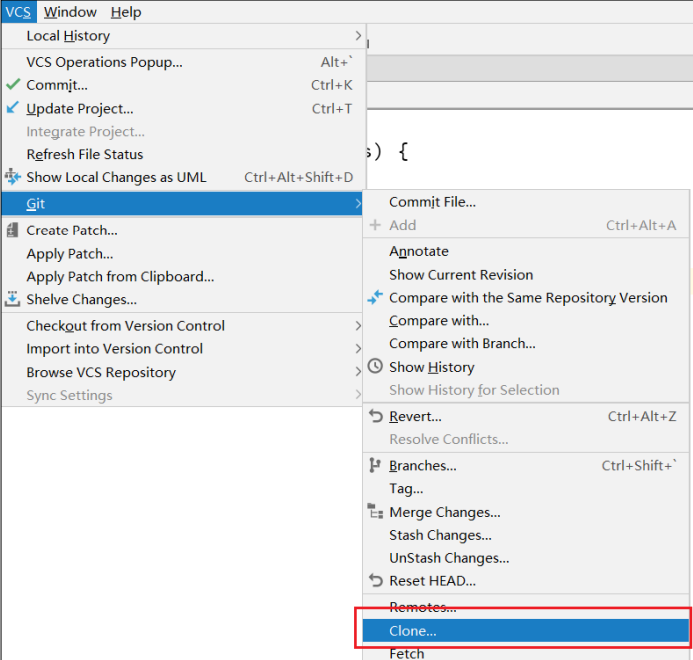 VCS Window Help
Local History
VCS Operations Popup... Alt+`
Commit... Ctrl+K
Update Project... Ctrl+T
Integrate Project...
Refresh File Status
s) {
Show Local Changes as UML Ctrl+Alt+Shift+D
Git
Create Patch...
Apply Patch...
Apply Patch from Clipboard...
Shelve Changes...
Checkout from Version Control
Import into Version Control
Browse VCS Repository
Sync Settings
Commit File...
Add Ctrl+Alt+A
Annotate
Show Current Revision
Compare with the Same Repository Version
Compare with...
Compare with Branch...
Show History
Show History for Selection
Revert... Ctrl+Alt+Z
Resolve Conflicts...
Branches... Ctrl+Shift+`
Tag...
Merge Changes...
Stash Changes...
UnStash Changes...
Reset HEAD...
Remotes...
Clone...
Fetch